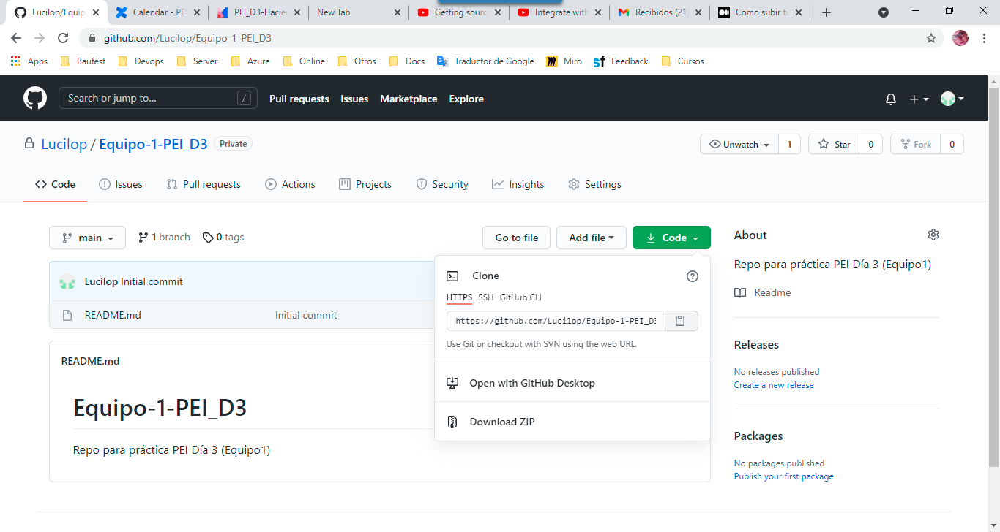 Lucilop/Equip
Calendar - PE
PEI_D3-Hacie
New Tab
Getting sourc
Integrate with
Recibidos (21
Como subir tu
github.com/Lucilop/Equipo-1-PEI_D3
Apps Baufest Devops Server Azure Online Otros Docs Traductor de Google Miro Feedback Cursos
Search or jump to... / Pull requests Issues Marketplace Explore
Lucilop / Equipo-1-PEI_D3 Private
Unwatch 1 Star 0 Fork 0
Code Issues Pull requests Actions Projects Security Insights Settings
main 1 branch 0 tags Go to file Add file Code
Lucilop Initial commit
README.md Initial commit
Clone
HTTPS SSH GitHub CLI
https://github.com/Lucilop/Equipo-1-PEI_D3
Use Git or checkout with SVN using the web URL.
Open with GitHub Desktop
Download ZIP
README.md
Equipo-1-PEI_D3
Repo para práctica PEI Día 3 (Equipo1)
About
Repo para práctica PEI Día 3 (Equipo1)
Readme
Releases
No releases published
Create a new release
Packages
No packages published
Publish your first package